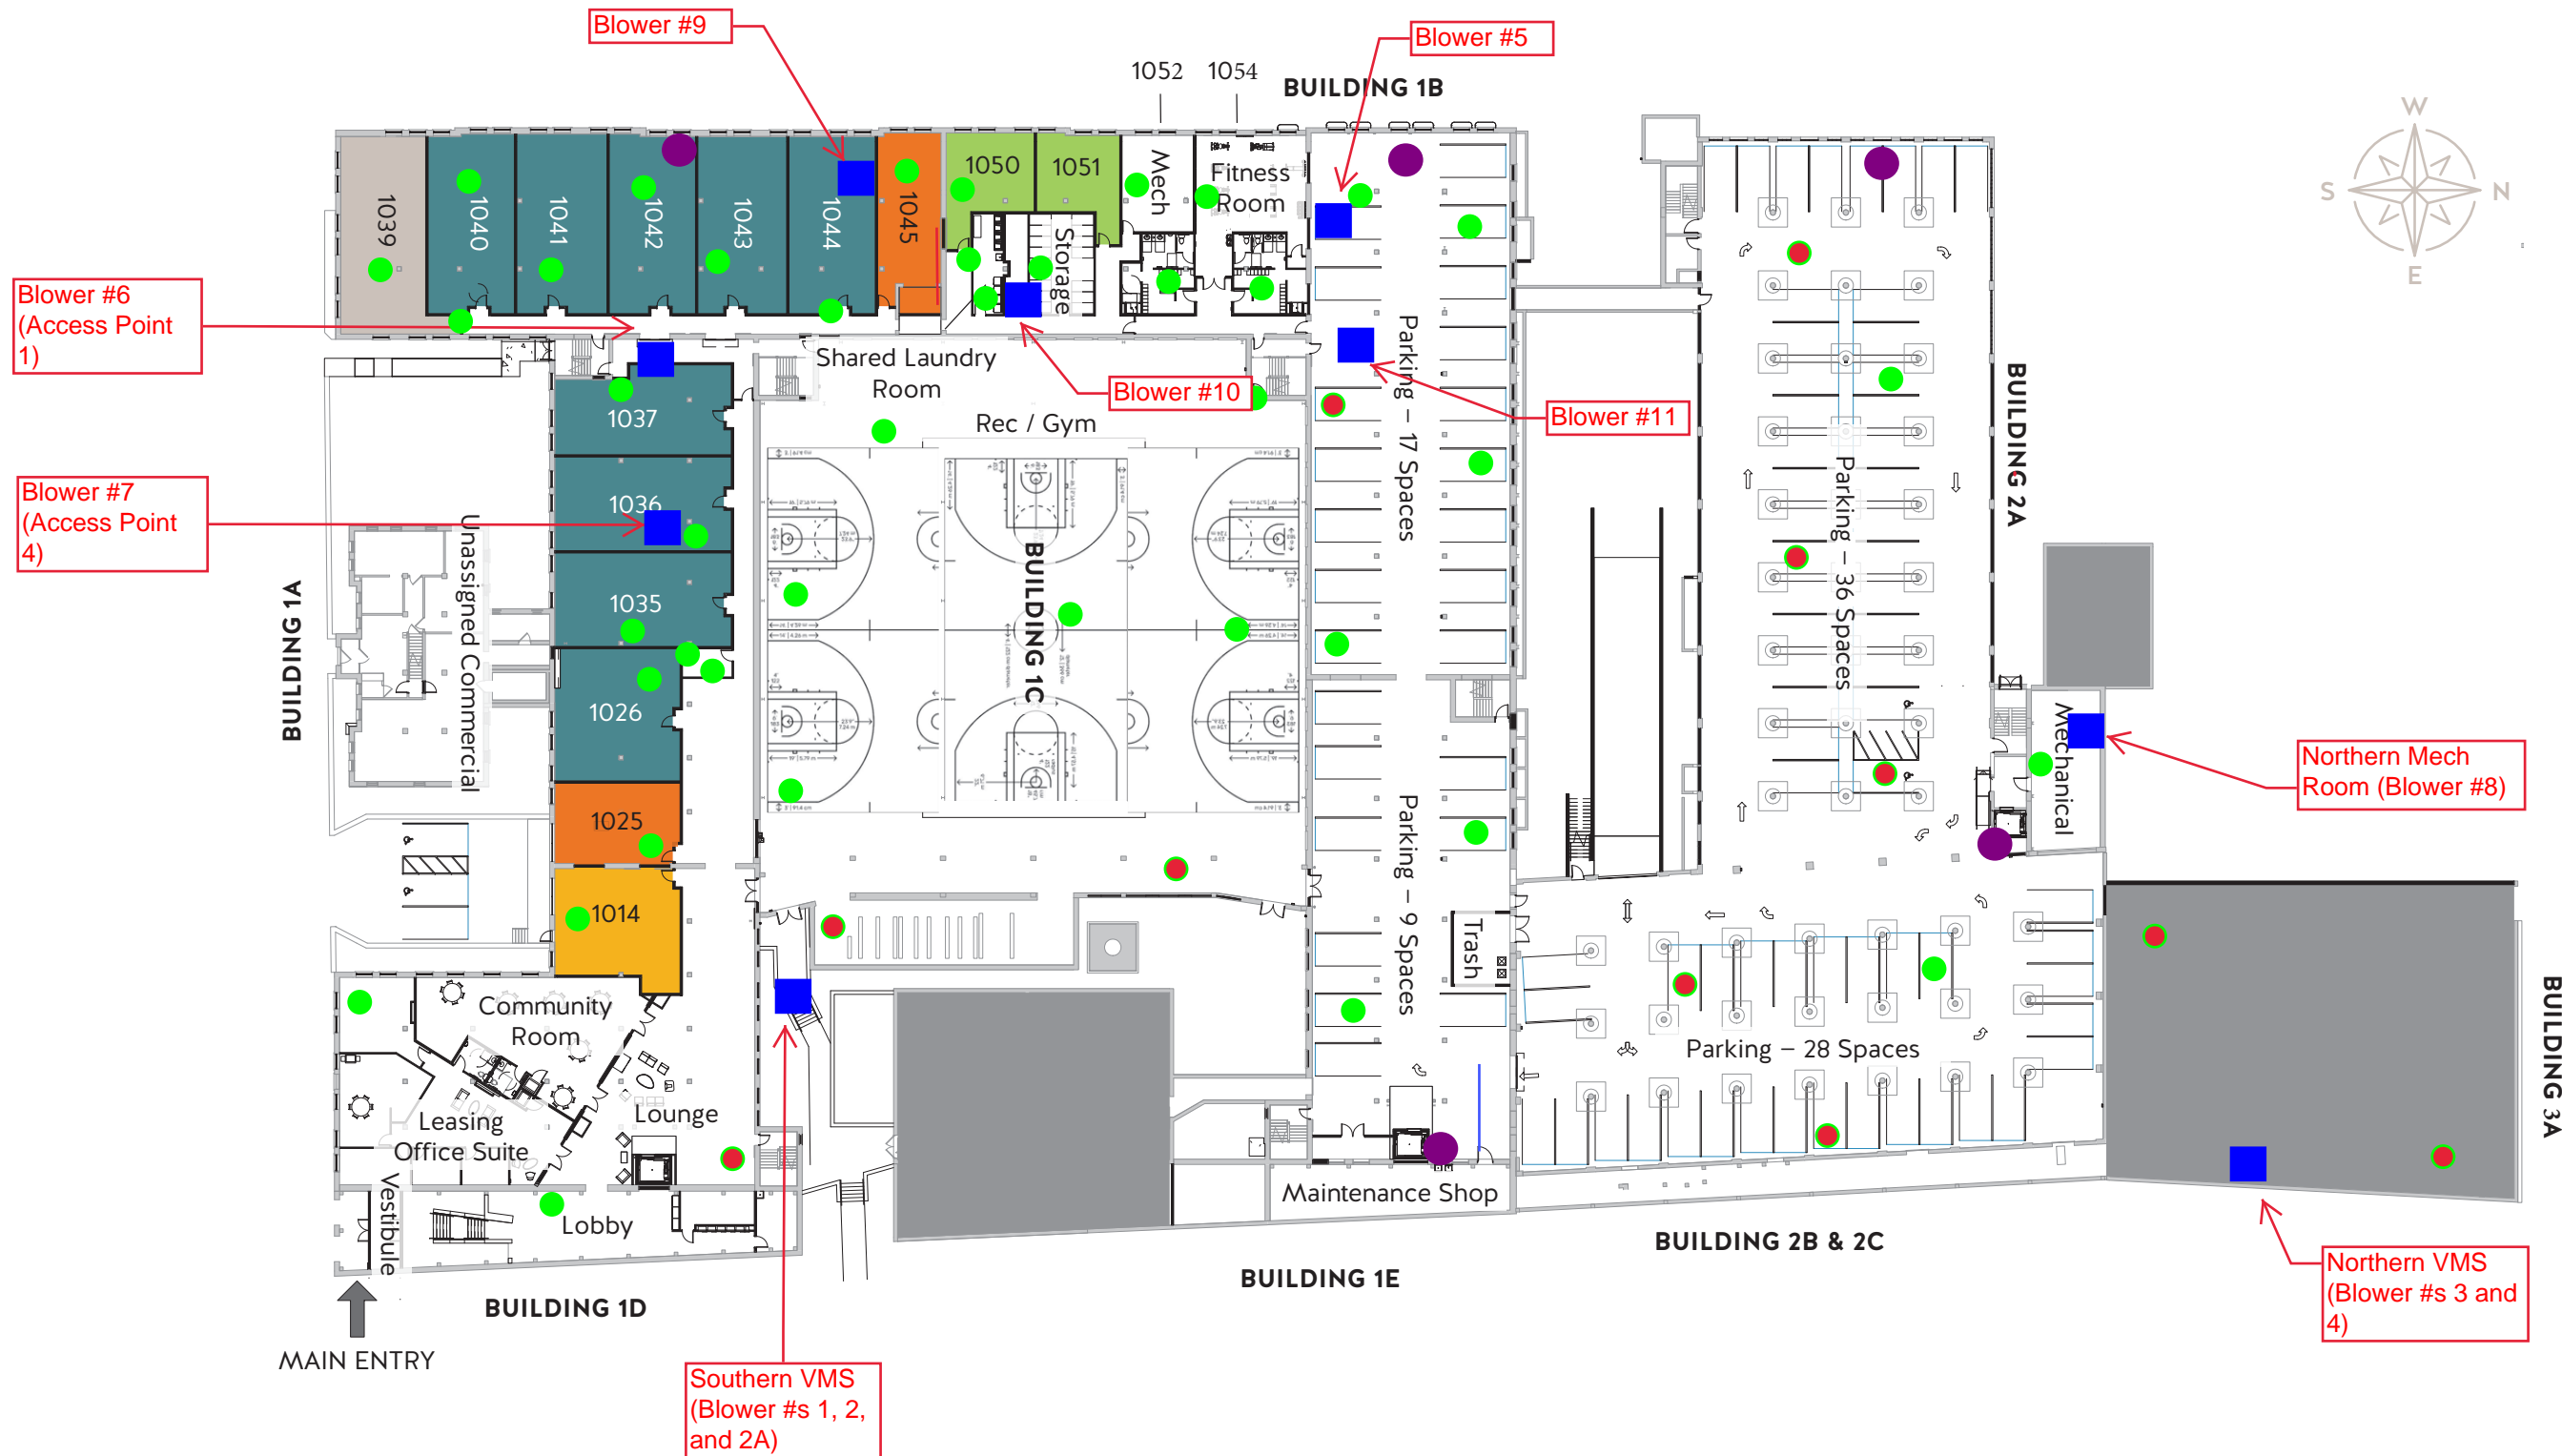 Blower #9
Blower #5
1052
1054
BUILDING 1B
W
S
N
E
1039
1040
1041
1042
1043
1044
1045
1050
1051
Mech
Fitness
Room
Storage
Blower #6
(Access Point
1)
Shared Laundry
Room
Blower #10
Rec / Gym
Blower #11
Parking – 17 Spaces
BUILDING 2A
1037
Blower #7
(Access Point
4)
1036
Unassigned Commercial
BUILDING 1A
1035
BUILDING 1C
Parking – 36 Spaces
1026
Mechanical
Northern Mech
Room (Blower #8)
1025
1014
Parking – 9 Spaces
Trash
Community
Room
Parking – 28 Spaces
BUILDING 3A
Leasing
Office Suite
Lounge
Vestibule
Lobby
Maintenance Shop
BUILDING 2B & 2C
BUILDING 1E
BUILDING 1D
Northern VMS
(Blower #s 3 and
4)
MAIN ENTRY
Southern VMS
(Blower #s 1, 2,
and 2A)